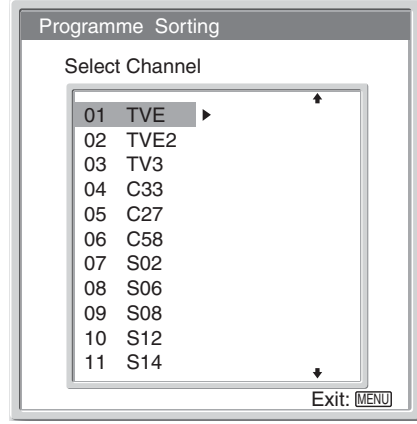 Programme Sorting
Select Channel
01 TVE
02 TVE2
03 TV3
04 C33
05 C27
06 C58
07 S02
08 S06
09 S08
10 S12
11 S14
Exit: MENU